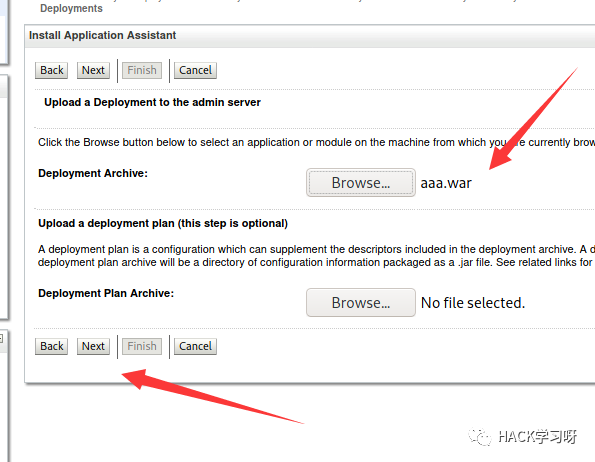 Deployments
Install Application Assistant
Back Next Finish Cancel
Upload a Deployment to the admin server
Click the Browse button below to select an application or module on the machine from which you are currently brow
Deployment Archive: Browse... aaa.war
Upload a deployment plan (this step is optional)
A deployment plan is a configuration which can supplement the descriptors included in the deployment archive. A d
deployment plan archive will be a directory of configuration information packaged as a .jar file. See related links for
Deployment Plan Archive: Browse... No file selected.
Back Next Finish Cancel
HACK学习呀